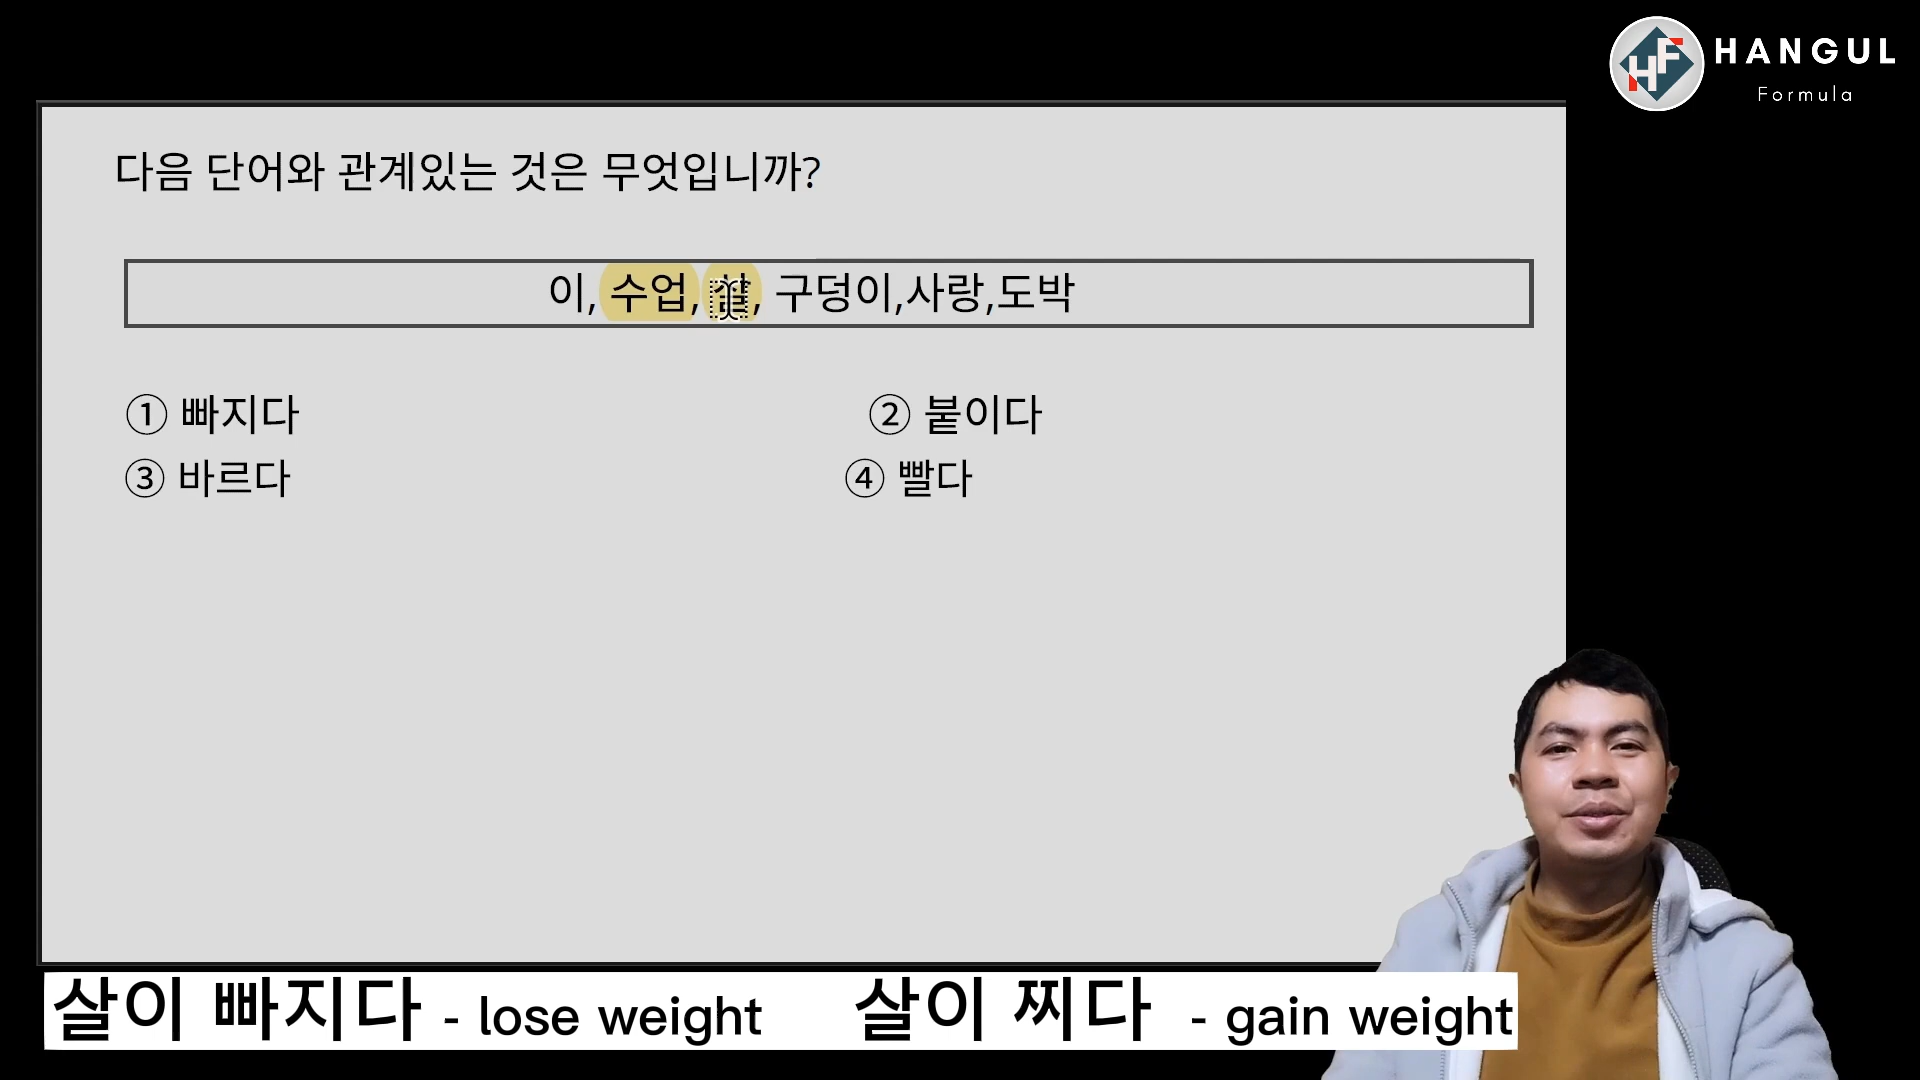 HANGUL
Formula
다음 단어와 관계있는 것은 무엇입니까?
이, 수업, 살, 구덩이,사랑,도박
① 빠지다 ② 붙이다
③ 바르다 ④ 빨다
살이 빠지다 - lose weight 살이 찌다 - gain weight